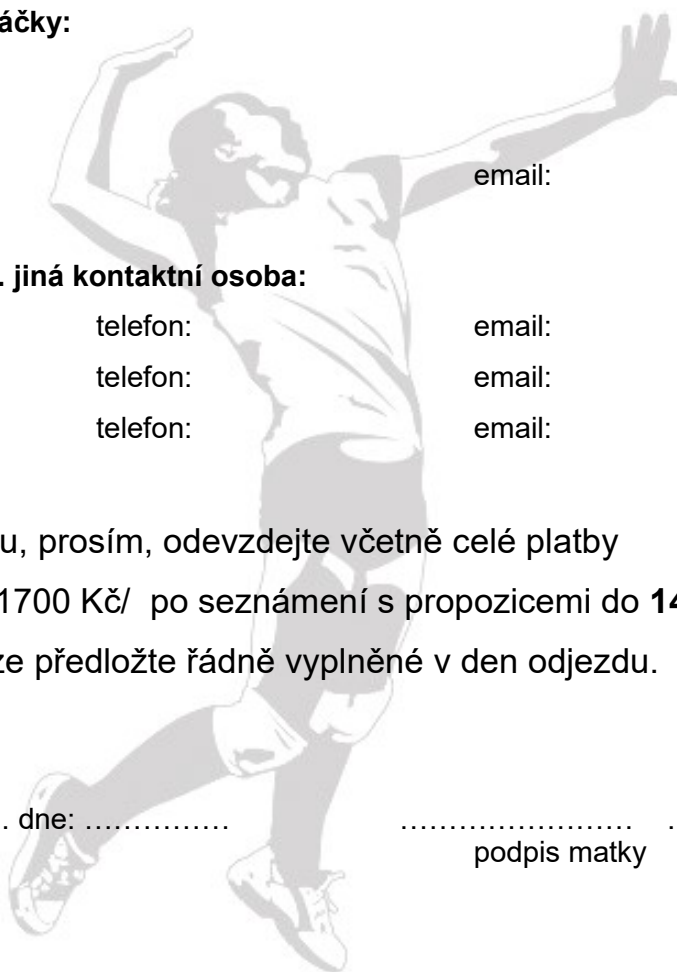 áčky:
email:
. jiná kontaktní osoba:
telefon: email:
telefon: email:
telefon: email:
u, prosím, odevzdejte včetně celé platby
1700 Kč/ po seznámení s propozicemi do 14
ze předložte řádně vyplněné v den odjezdu.
. dne: …………… …………………… .
podpis matky